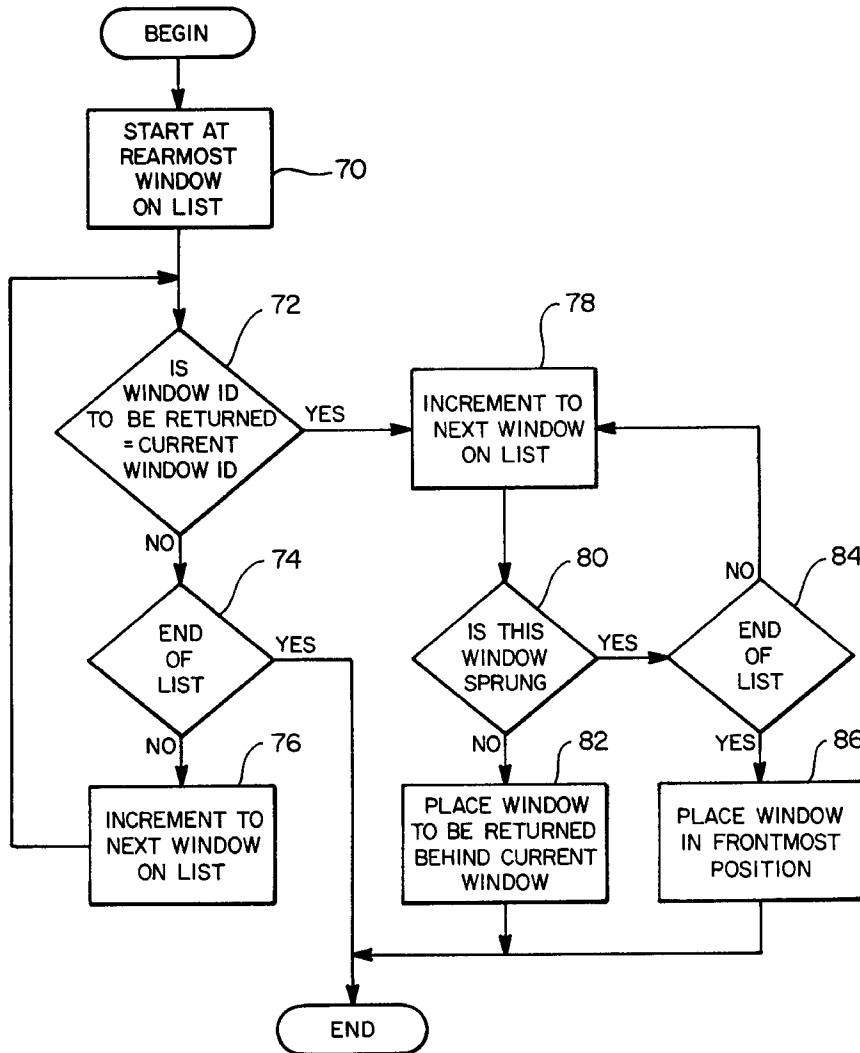 BEGIN
START AT
REARMOST
WINDOW
ON LIST
70
72
IS
WINDOW ID
TO BE RETURNED
= CURRENT
WINDOW ID
YES
NO
78
INCREMENT TO
NEXT WINDOW
ON LIST
74
END
OF
LIST
YES
NO
80
IS THIS
WINDOW
SPRUNG
YES
NO
84
NO
END
OF
LIST
YES
76
INCREMENT TO
NEXT WINDOW
ON LIST
82
PLACE WINDOW
TO BE RETURNED
BEHIND CURRENT
WINDOW
86
PLACE WINDOW
IN FRONTMOST
POSITION
END